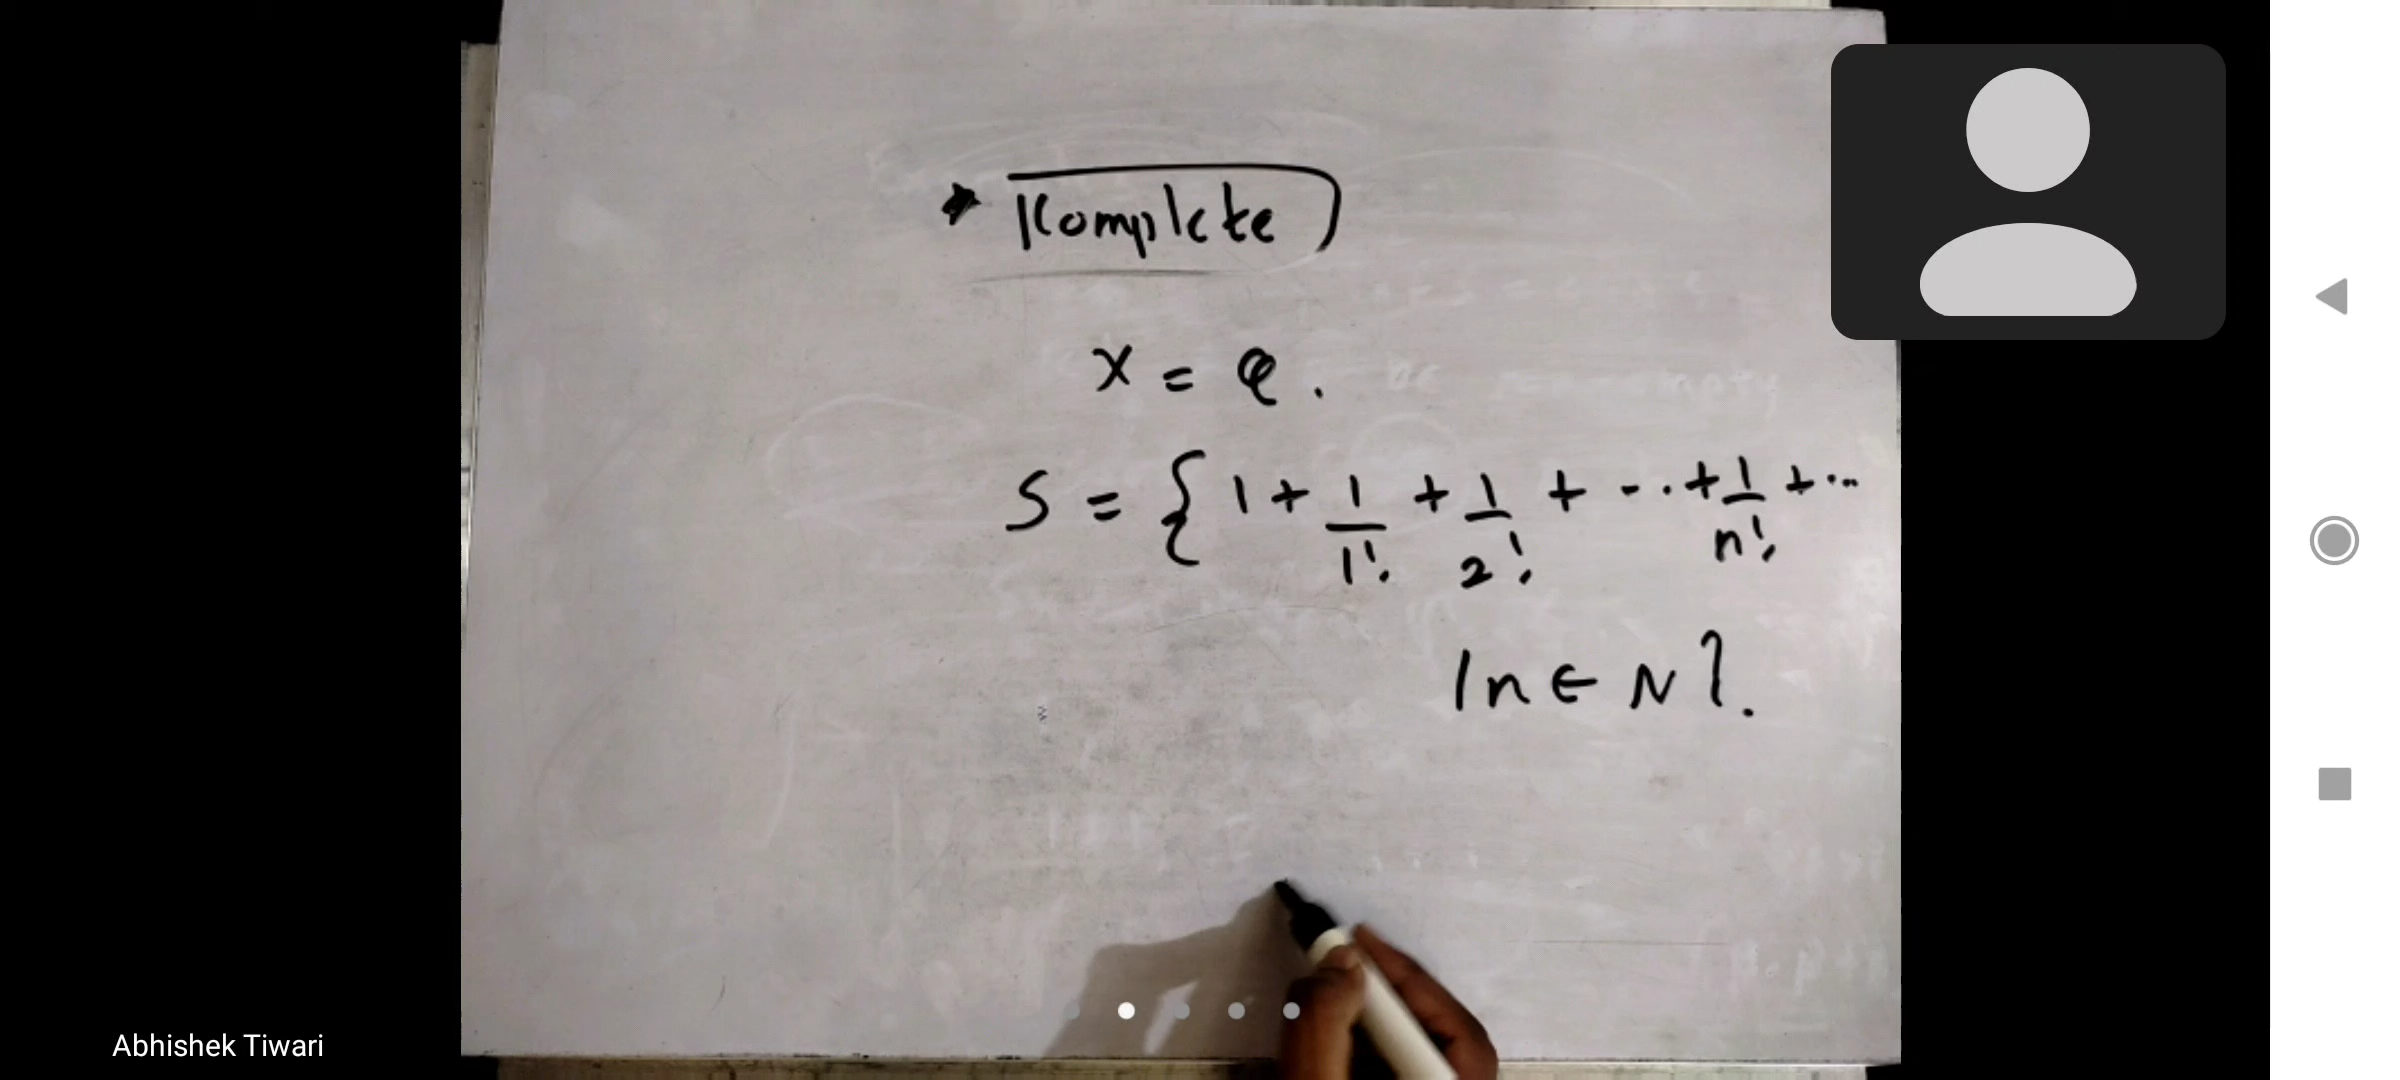 Komplete
X = Q.
S = { 1 + 1/1! + 1/2! + -.. + 1/n! + ...
| n ∈ N }.
Abhishek Tiwari